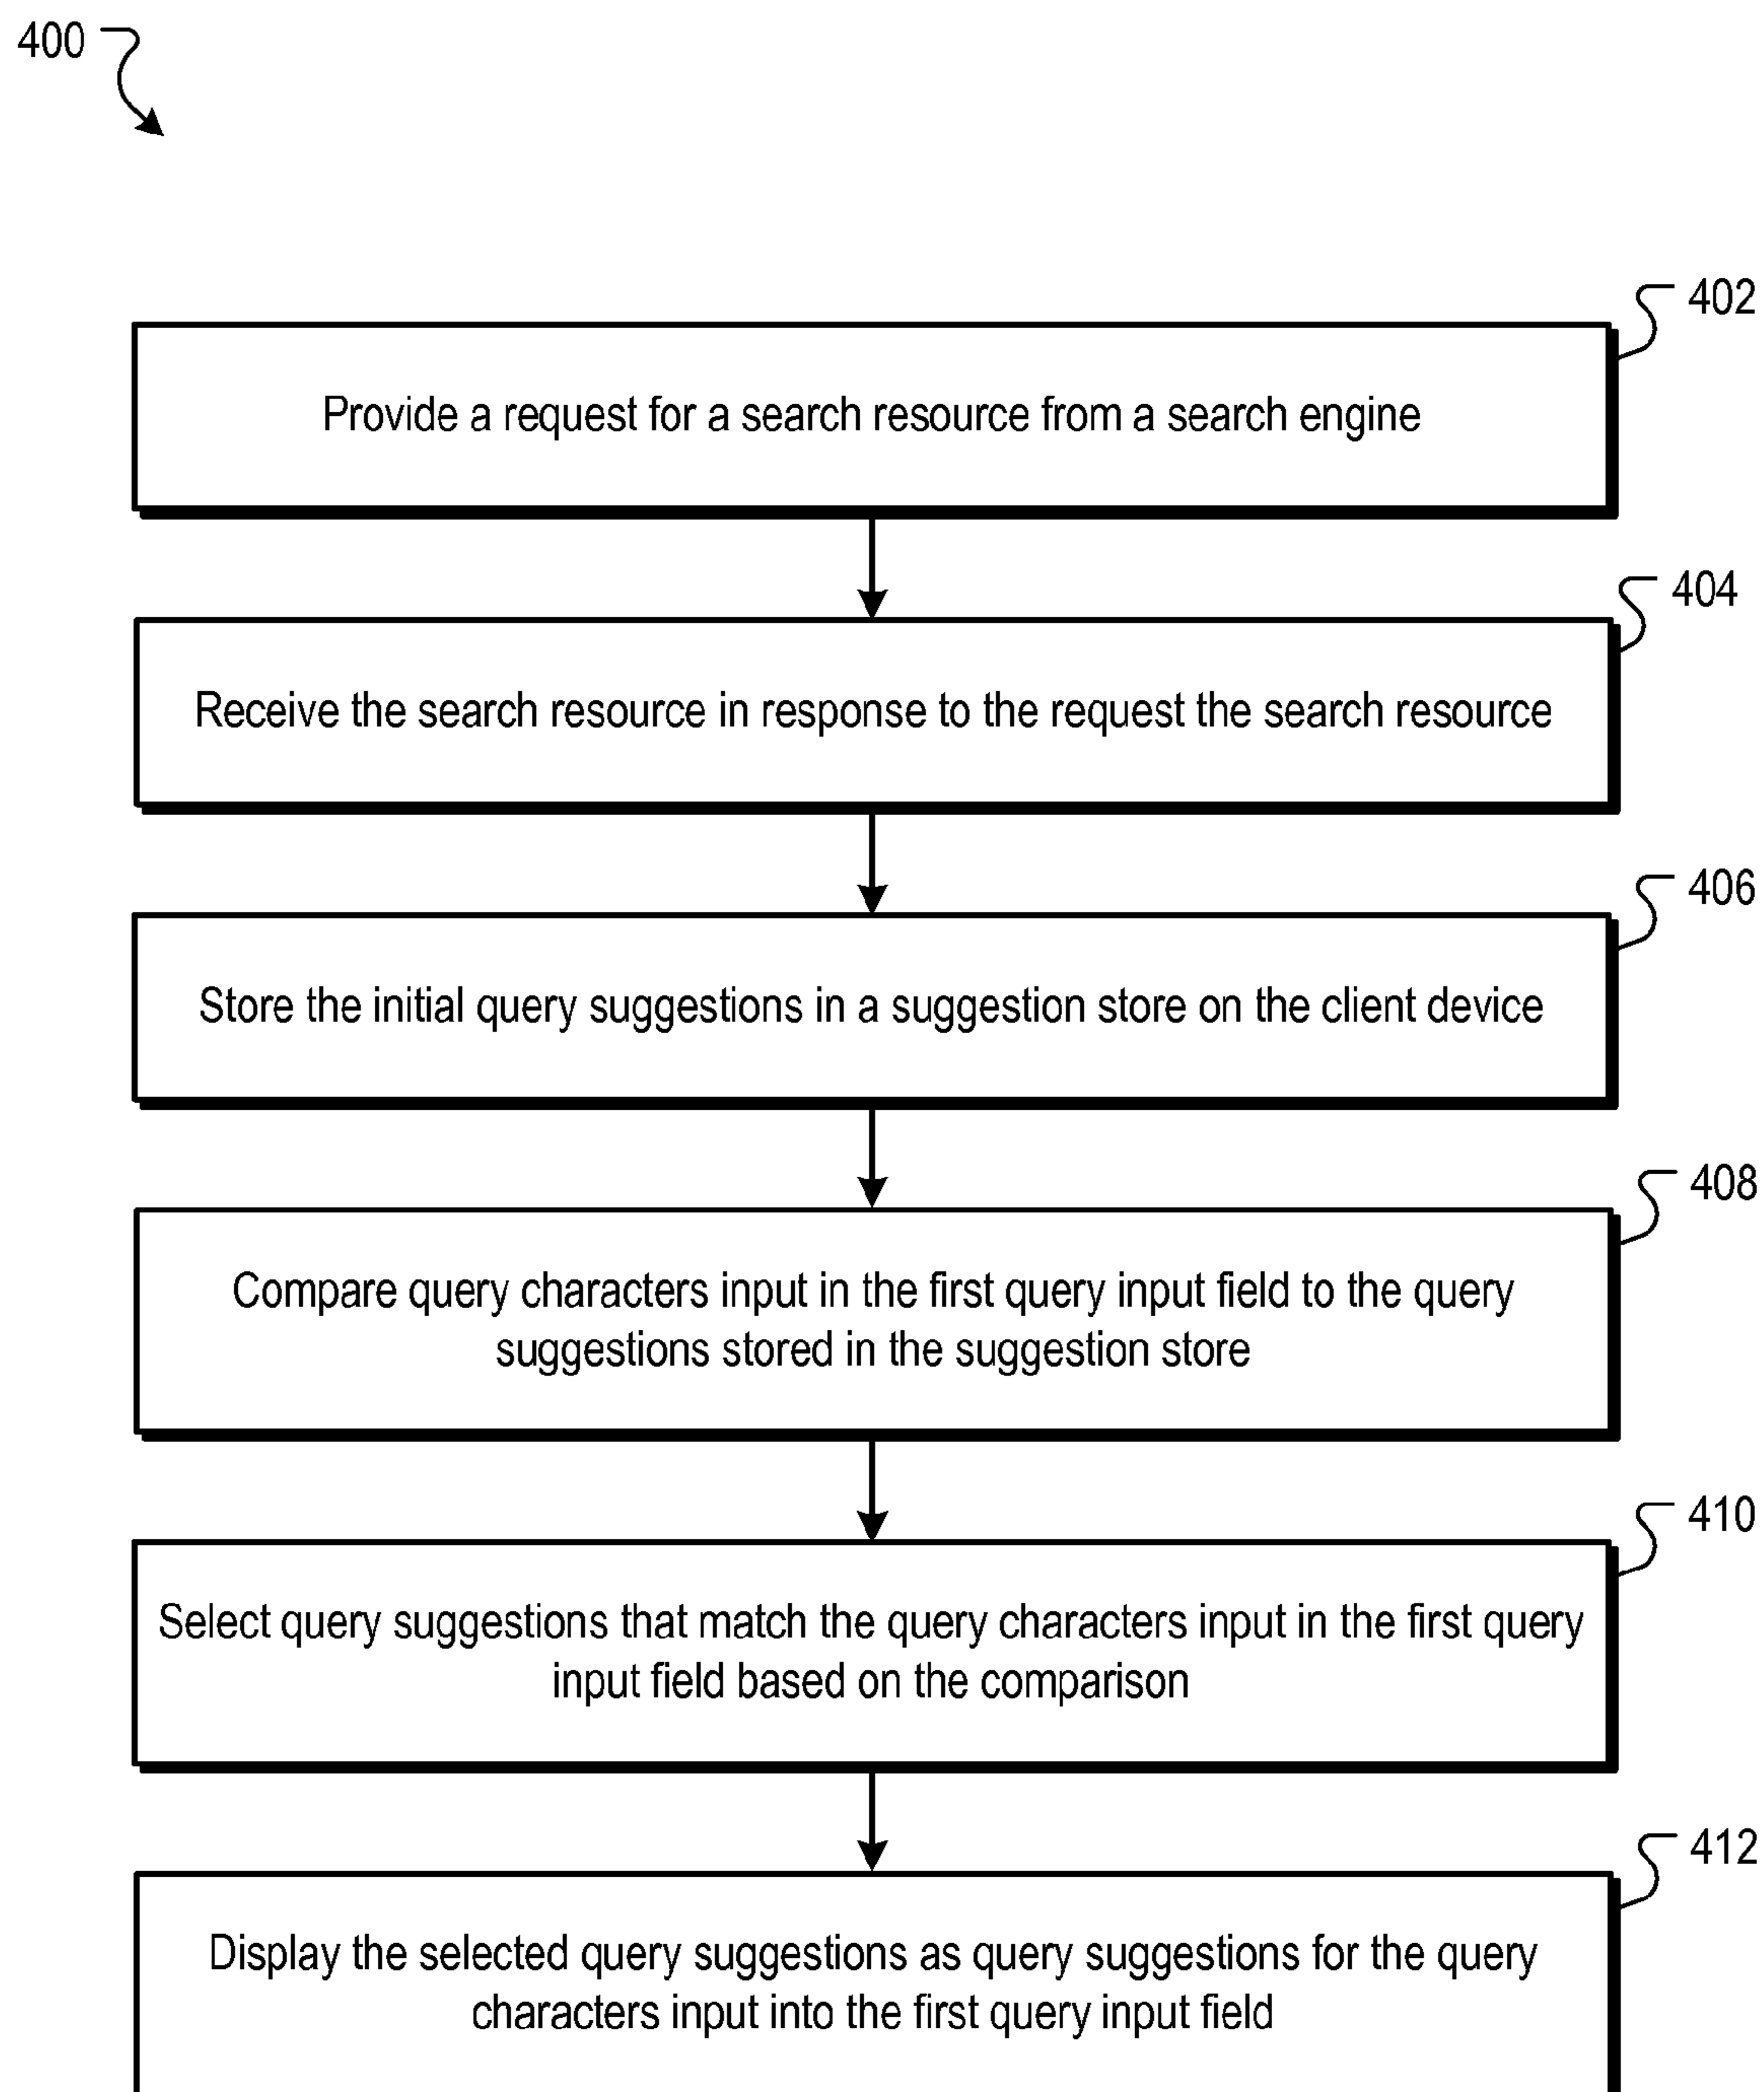 400
402
Provide a request for a search resource from a search engine
404
Receive the search resource in response to the request the search resource
406
Store the initial query suggestions in a suggestion store on the client device
408
Compare query characters input in the first query input field to the query
suggestions stored in the suggestion store
410
Select query suggestions that match the query characters input in the first query
input field based on the comparison
412
Display the selected query suggestions as query suggestions for the query
characters input into the first query input field